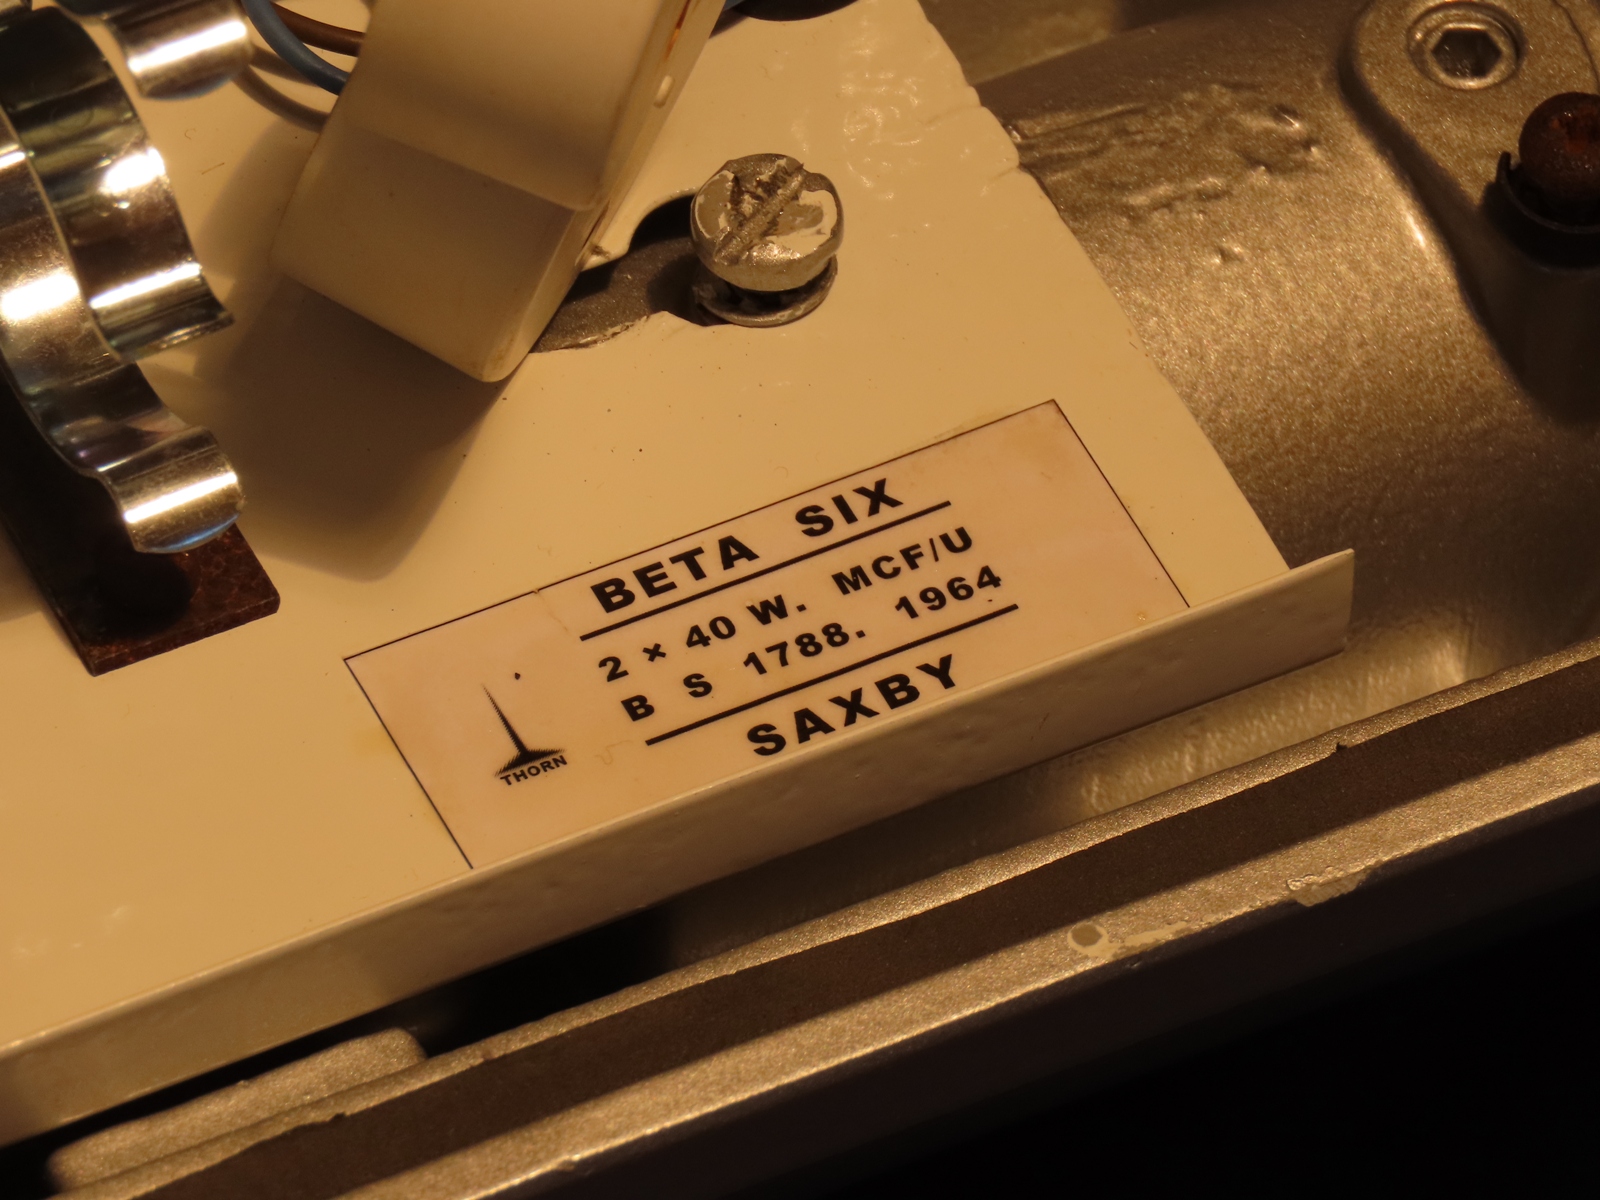 BETA SIX
2 × 40 W. MCF/U
B S 1788. 1964
SAXBY
THORN